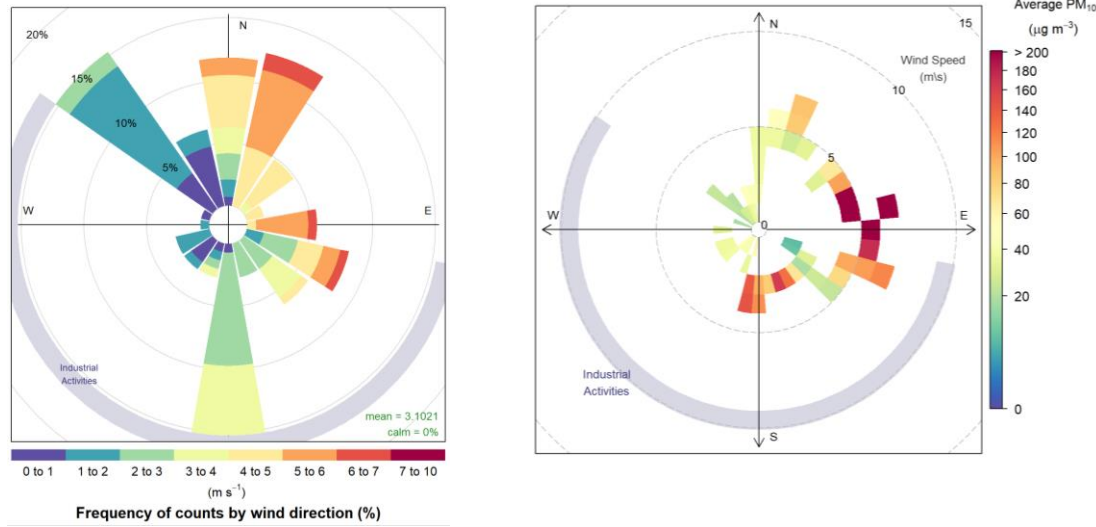 20%
N
15%
10%
5%
W
E
Industrial
Activities
mean = 3.1021
calm = 0%
0 to 1 1 to 2 2 to 3 3 to 4 4 to 5 5 to 6 6 to 7 7 to 10
(m s⁻¹)
Frequency of counts by wind direction (%)
15
N
Wind Speed
(m\s)
10
5
W
0
E
Industrial
Activities
S
Average PM₁₀
(µg m⁻³)
> 200
180
160
140
120
100
80
60
40
20
0